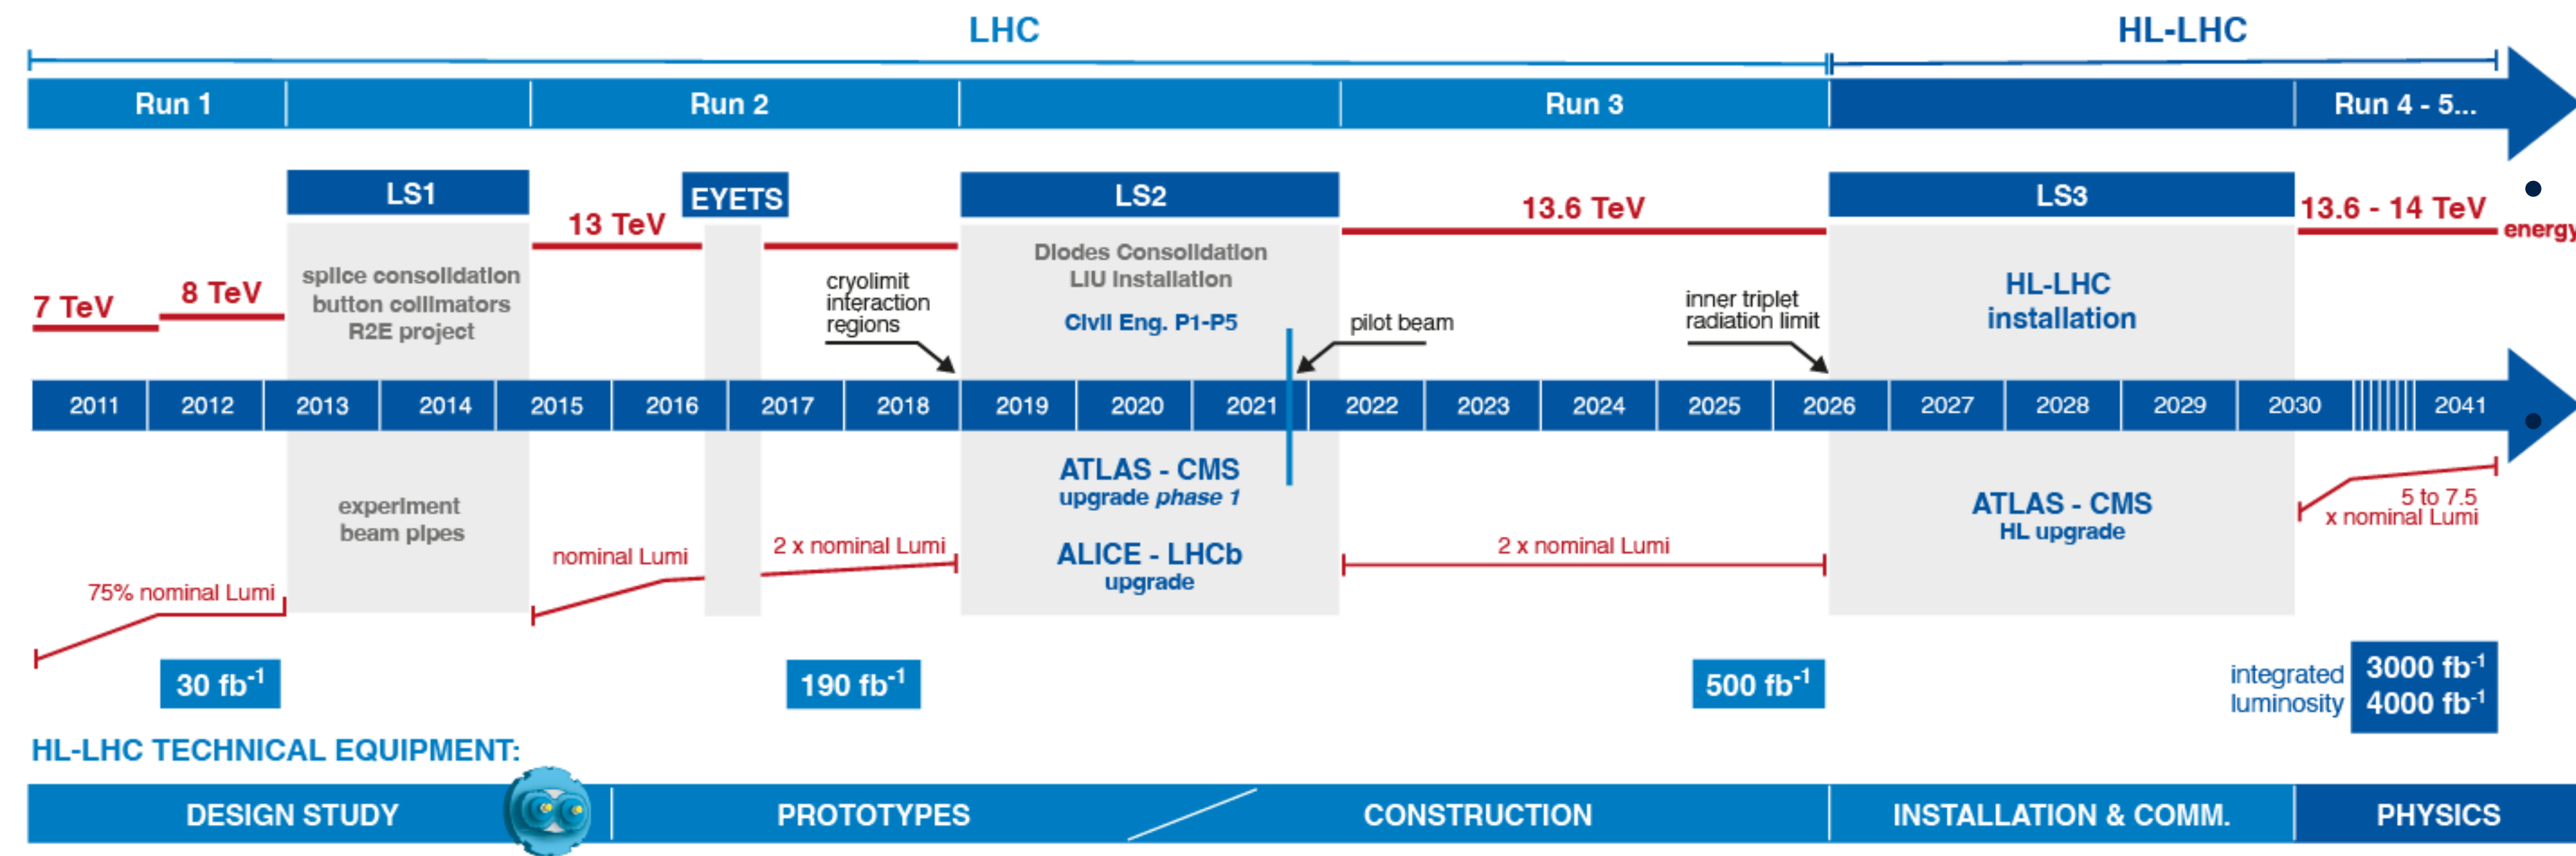 LHC
HL-LHC
Run 1
Run 2
Run 3
Run 4 - 5...
LS1
EYETS
LS2
LS3
13 TeV
13.6 TeV
13.6 - 14 TeV
energy
7 TeV
8 TeV
splice consolidation
button collimators
R2E project
cryolimit
interaction
regions
Diodes Consolidation
LIU Installation
Civil Eng. P1-P5
pilot beam
inner triplet
radiation limit
HL-LHC
installation
2011
2012
2013
2014
2015
2016
2017
2018
2019
2020
2021
2022
2023
2024
2025
2026
2027
2028
2029
2030
2041
experiment
beam pipes
ATLAS - CMS
upgrade phase 1
ALICE - LHCb
upgrade
ATLAS - CMS
HL upgrade
75% nominal Lumi
nominal Lumi
2 x nominal Lumi
2 x nominal Lumi
5 to 7.5
x nominal Lumi
30 fb⁻¹
190 fb⁻¹
500 fb⁻¹
integrated
luminosity
3000 fb⁻¹
4000 fb⁻¹
HL-LHC TECHNICAL EQUIPMENT:
DESIGN STUDY
PROTOTYPES
CONSTRUCTION
INSTALLATION & COMM.
PHYSICS